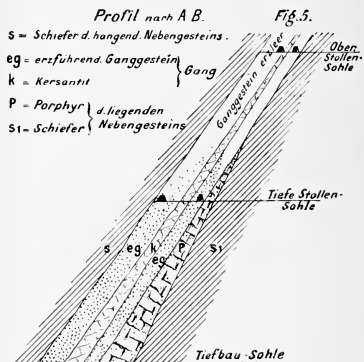 Profil nach A B.
Fig. 5.
s = Schiefer d. hangend. Nebengesteins.
eg = erzführend. Ganggestein } Gang
k = Kersantit
P = Porphyr } d. liegenden Nebengesteins
S1 = Schiefer
Ganggestein erzleer
Oben Stollen-Sohle
Tiefe Stollen-Sohle
s eg k P S1
eg
Tiefbau-Sohle